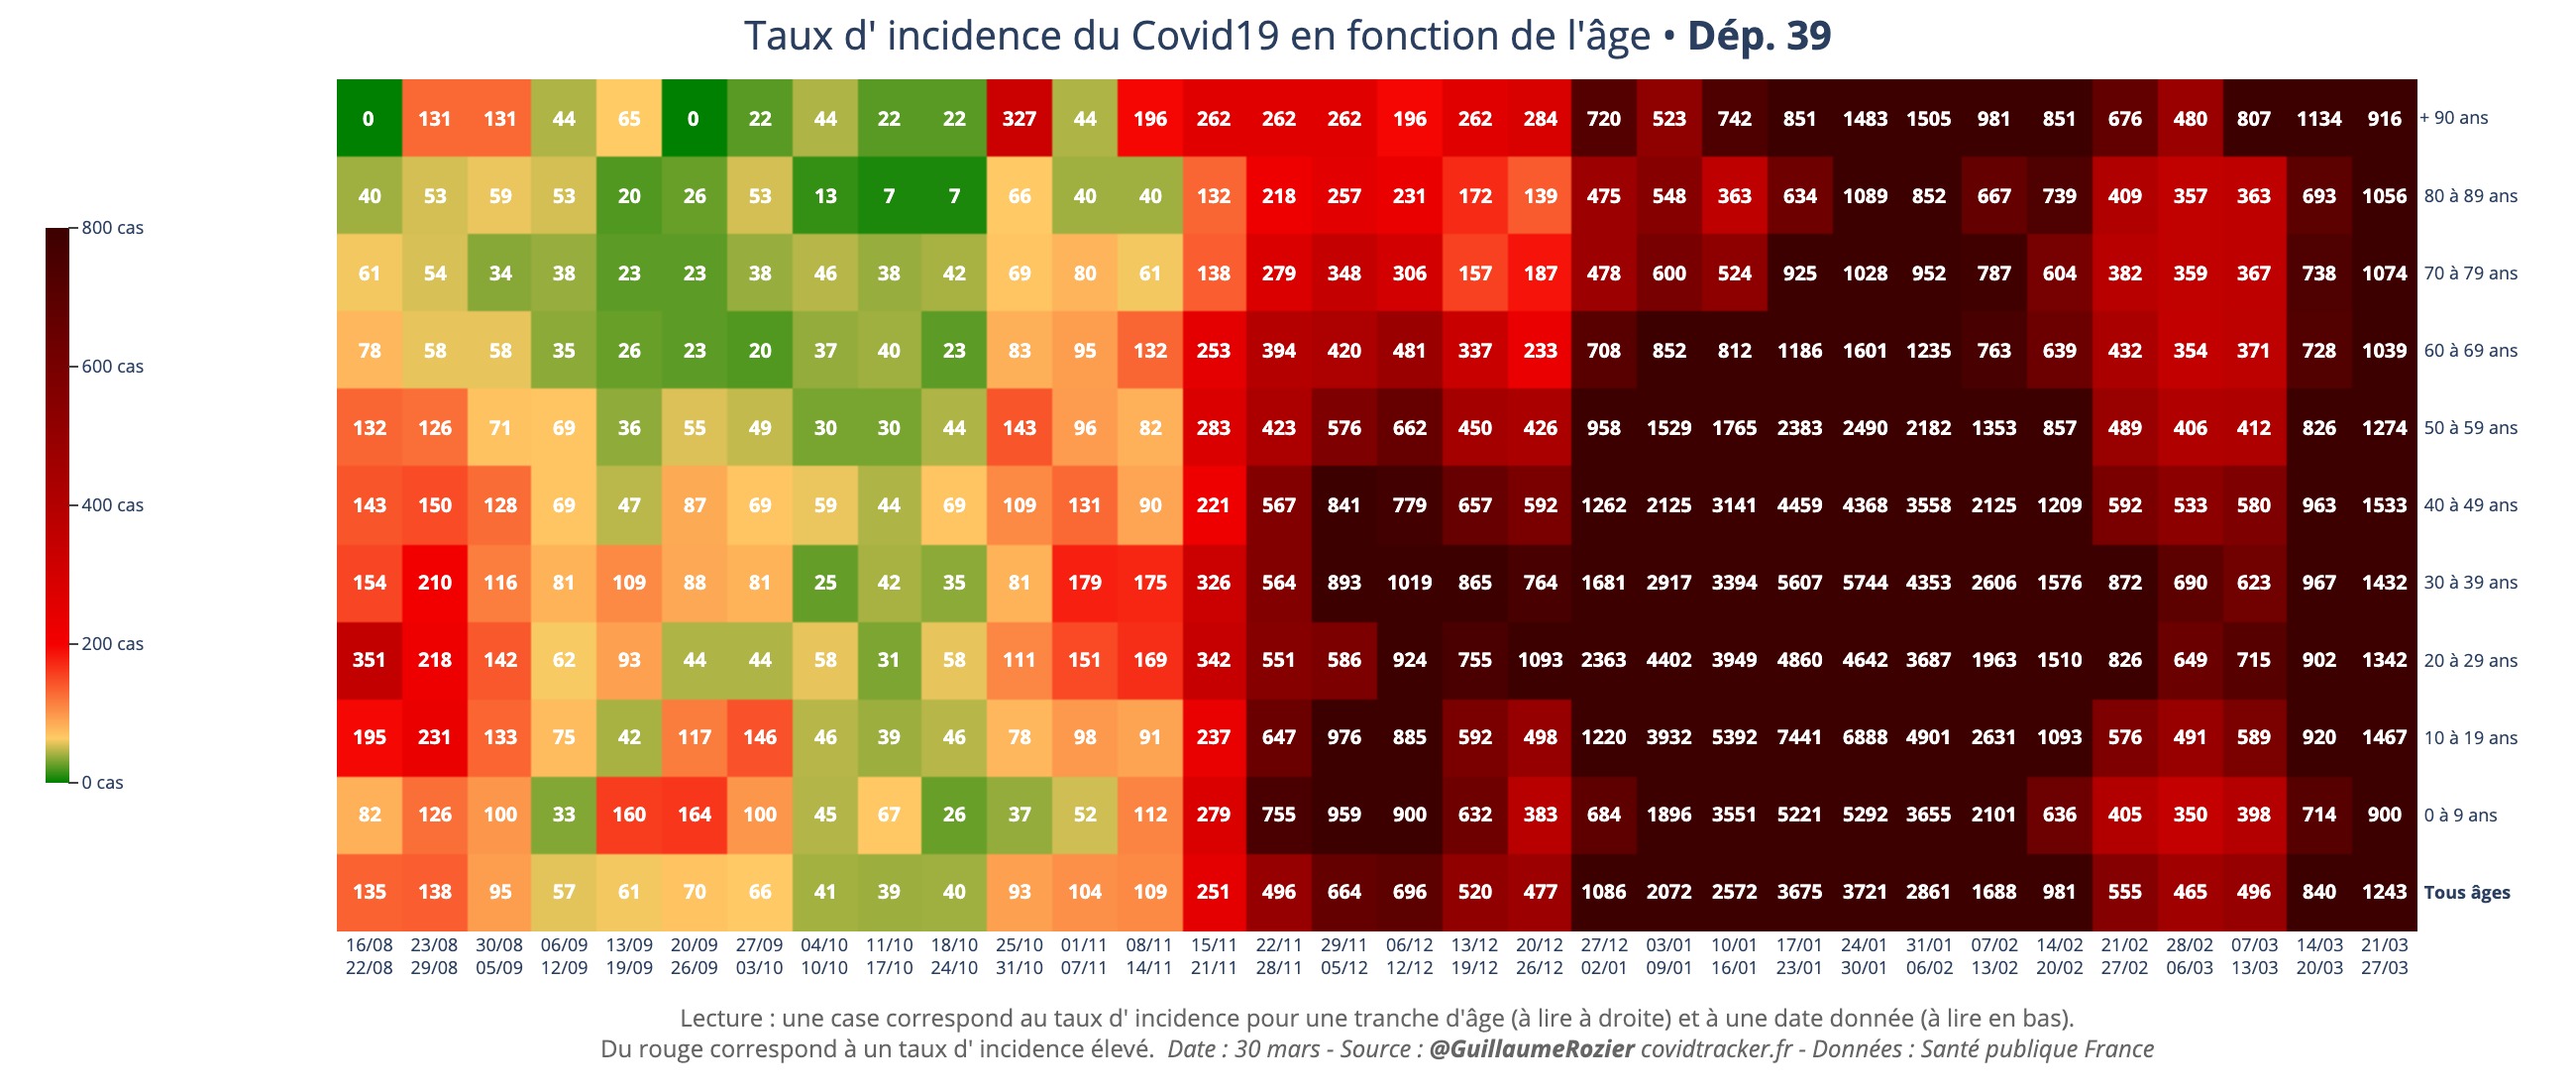 Taux d' incidence du Covid19 en fonction de l'âge • Dép. 39
800 cas
600 cas
400 cas
200 cas
0 cas
0 131 131 44 65 0 22 44 22 22 327 44 196 262 262 262 196 262 284 720 523 742 851 1483 1505 981 851 676 480 807 1134 916 + 90 ans
40 53 59 53 20 26 53 13 7 7 66 40 40 132 218 257 231 172 139 475 548 363 634 1089 852 667 739 409 357 363 693 1056 80 à 89 ans
61 54 34 38 23 23 38 46 38 42 69 80 61 138 279 348 306 157 187 478 600 524 925 1028 952 787 604 382 359 367 738 1074 70 à 79 ans
78 58 58 35 26 23 20 37 40 23 83 95 132 253 394 420 481 337 233 708 852 812 1186 1601 1235 763 639 432 354 371 728 1039 60 à 69 ans
132 126 71 69 36 55 49 30 30 44 143 96 82 283 423 576 662 450 426 958 1529 1765 2383 2490 2182 1353 857 489 406 412 826 1274 50 à 59 ans
143 150 128 69 47 87 69 59 44 69 109 131 90 221 567 841 779 657 592 1262 2125 3141 4459 4368 3558 2125 1209 592 533 580 963 1533 40 à 49 ans
154 210 116 81 109 88 81 25 42 35 81 179 175 326 564 893 1019 865 764 1681 2917 3394 5607 5744 4353 2606 1576 872 690 623 967 1432 30 à 39 ans
351 218 142 62 93 44 44 58 31 58 111 151 169 342 551 586 924 755 1093 2363 4402 3949 4860 4642 3687 1963 1510 826 649 715 902 1342 20 à 29 ans
195 231 133 75 42 117 146 46 39 46 78 98 91 237 647 976 885 592 498 1220 3932 5392 7441 6888 4901 2631 1093 576 491 589 920 1467 10 à 19 ans
82 126 100 33 160 164 100 45 67 26 37 52 112 279 755 959 900 632 383 684 1896 3551 5221 5292 3655 2101 636 405 350 398 714 900 0 à 9 ans
135 138 95 57 61 70 66 41 39 40 93 104 109 251 496 664 696 520 477 1086 2072 2572 3675 3721 2861 1688 981 555 465 496 840 1243 Tous âges
16/08 23/08 30/08 06/09 13/09 20/09 27/09 04/10 11/10 18/10 25/10 01/11 08/11 15/11 22/11 29/11 06/12 13/12 20/12 27/12 03/01 10/01 17/01 24/01 31/01 07/02 14/02 21/02 28/02 07/03 14/03 21/03
22/08 29/08 05/09 12/09 19/09 26/09 03/10 10/10 17/10 24/10 31/10 07/11 14/11 21/11 28/11 05/12 12/12 19/12 26/12 02/01 09/01 16/01 23/01 30/01 06/02 13/02 20/02 27/02 06/03 13/03 20/03 27/03
Lecture : une case correspond au taux d' incidence pour une tranche d'âge (à lire à droite) et à une date donnée (à lire en bas).
Du rouge correspond à un taux d' incidence élevé. Date : 30 mars - Source : @GuillaumeRozier covidtracker.fr - Données : Santé publique France